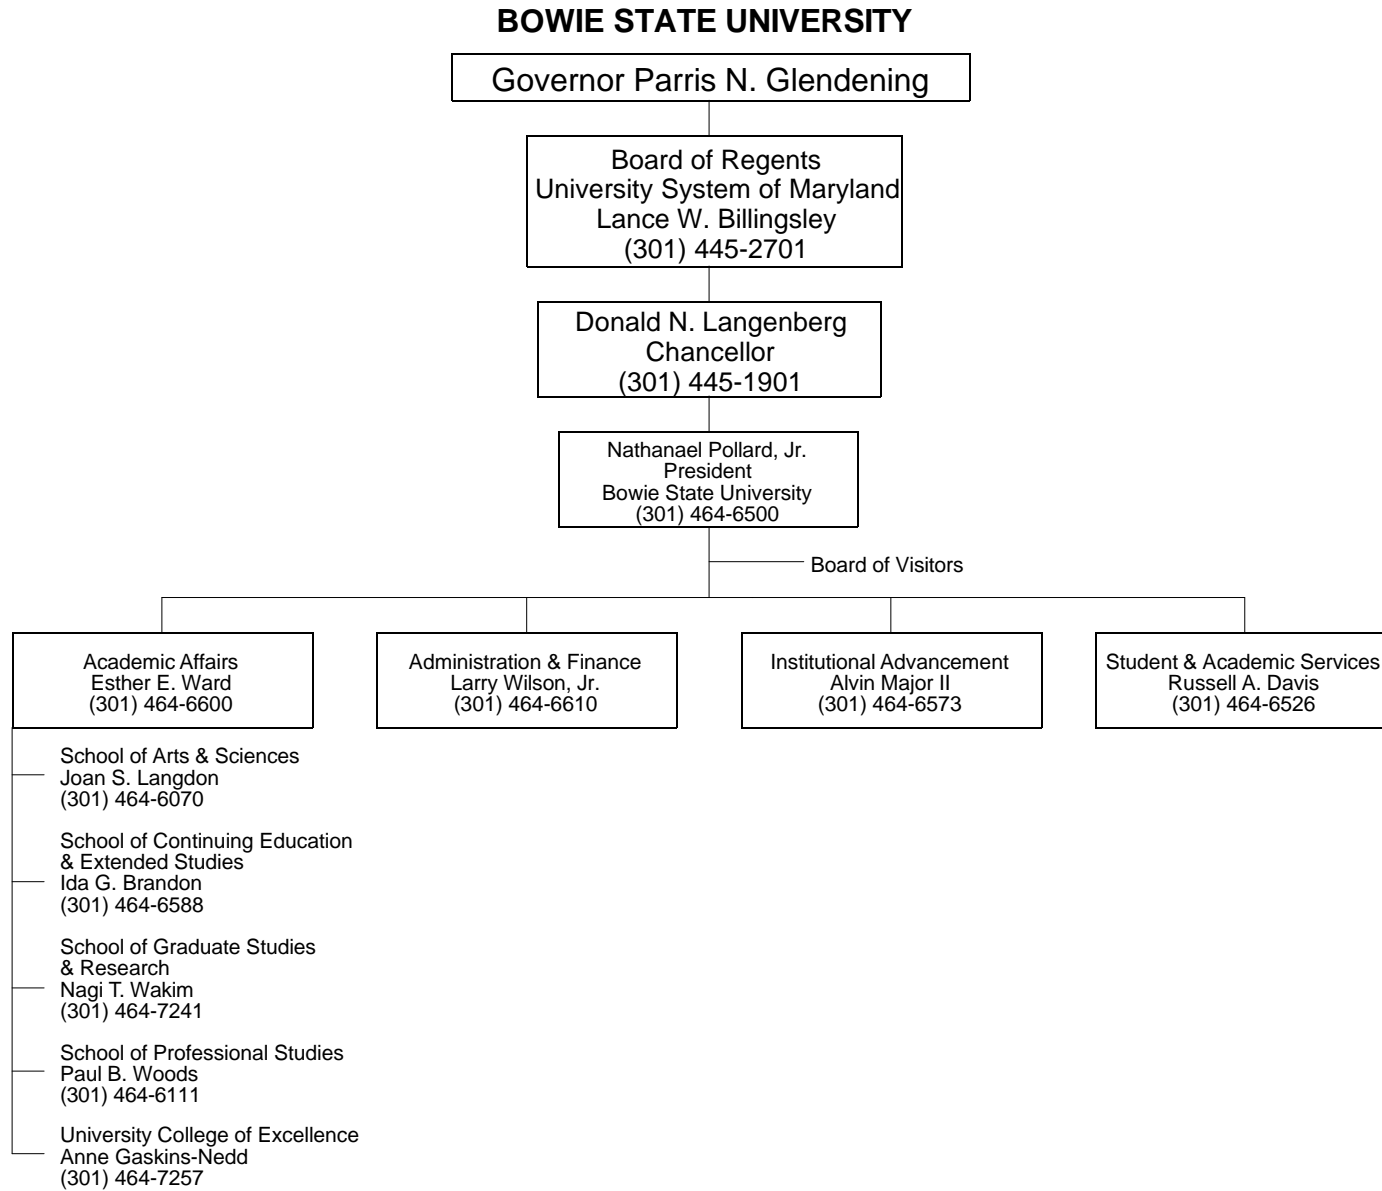 BOWIE STATE UNIVERSITY
Governor Parris N. Glendening
Board of Regents
University System of Maryland
Lance W. Billingsley
(301) 445-2701
Donald N. Langenberg
Chancellor
(301) 445-1901
Nathanael Pollard, Jr.
President
Bowie State University
(301) 464-6500
Board of Visitors
Academic Affairs
Esther E. Ward
(301) 464-6600
Administration & Finance
Larry Wilson, Jr.
(301) 464-6610
Institutional Advancement
Alvin Major II
(301) 464-6573
Student & Academic Services
Russell A. Davis
(301) 464-6526
School of Arts & Sciences
Joan S. Langdon
(301) 464-6070
School of Continuing Education
& Extended Studies
Ida G. Brandon
(301) 464-6588
School of Graduate Studies
& Research
Nagi T. Wakim
(301) 464-7241
School of Professional Studies
Paul B. Woods
(301) 464-6111
University College of Excellence
Anne Gaskins-Nedd
(301) 464-7257